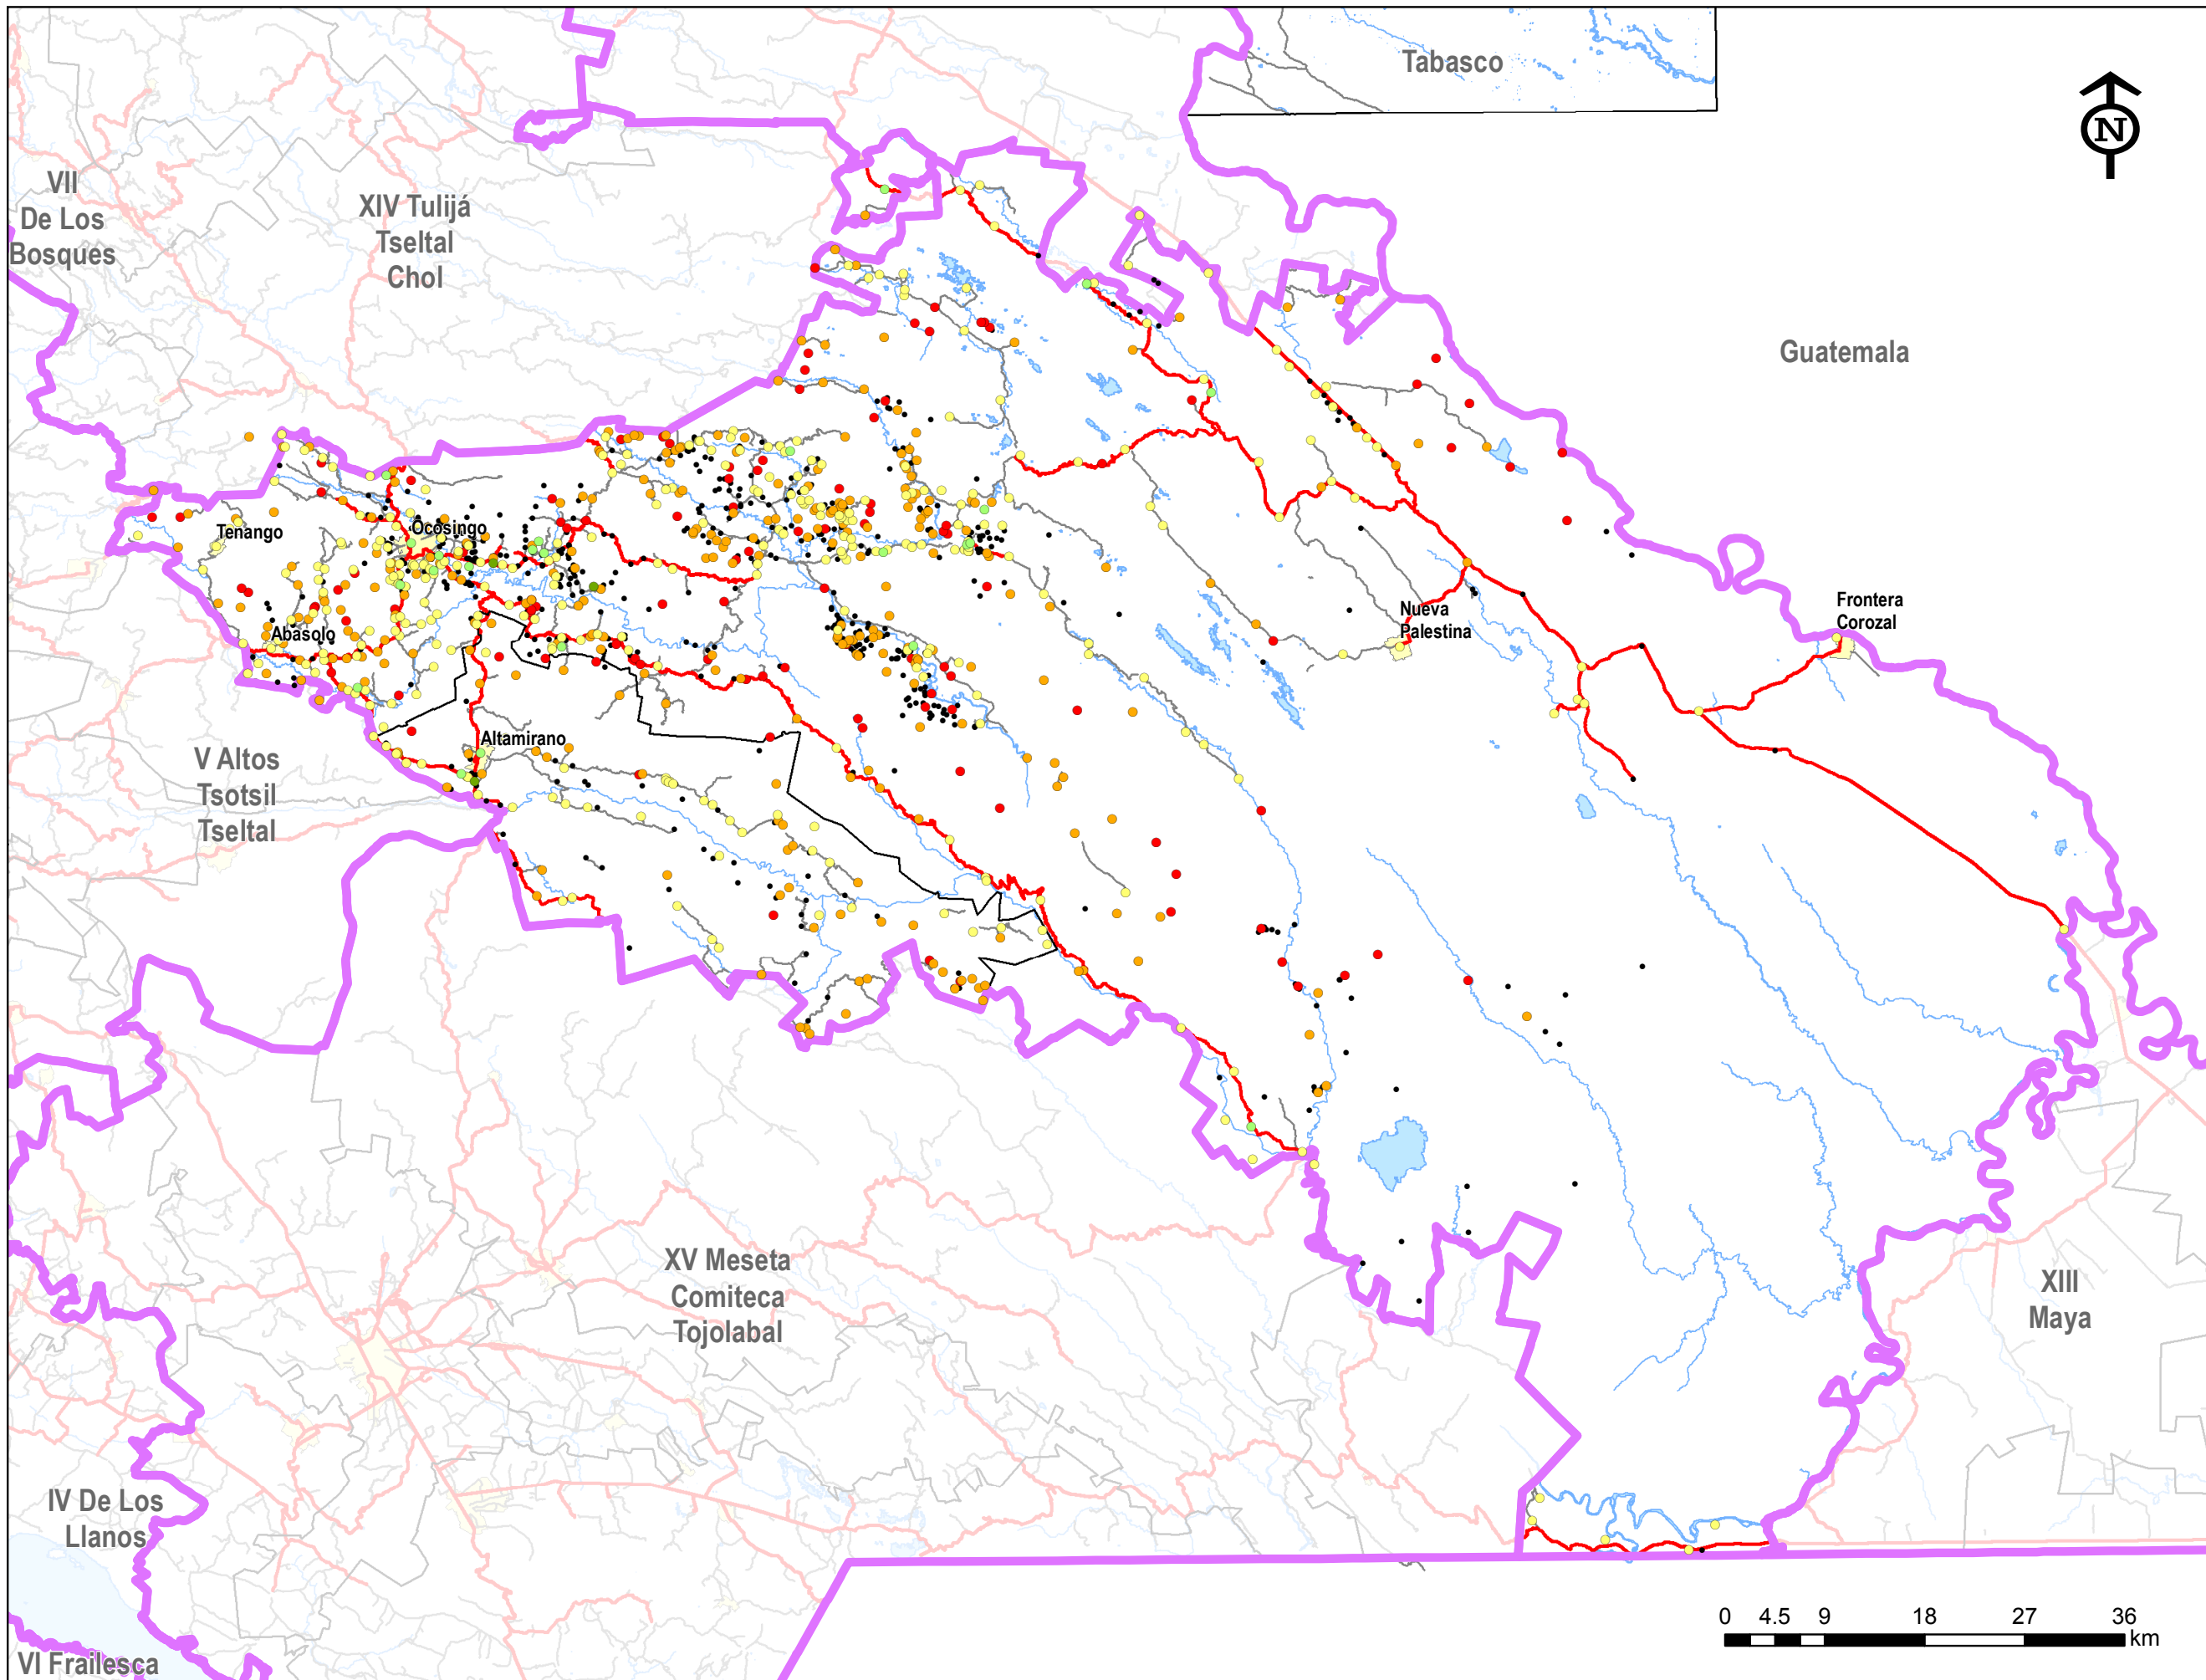 Tabasco
N
VII
De Los
Bosques
XIV Tulijá
Tseltal
Chol
Guatemala
Ocosingo
Tenango
Abasolo
Nueva
Palestina
Frontera
Corozal
Altamirano
V Altos
Tsotsil
Tseltal
XV Meseta
Comiteca
Tojolabal
XIII
Maya
IV De Los
Llanos
VI Frailesca
0 4.5 9 18 27 36
km